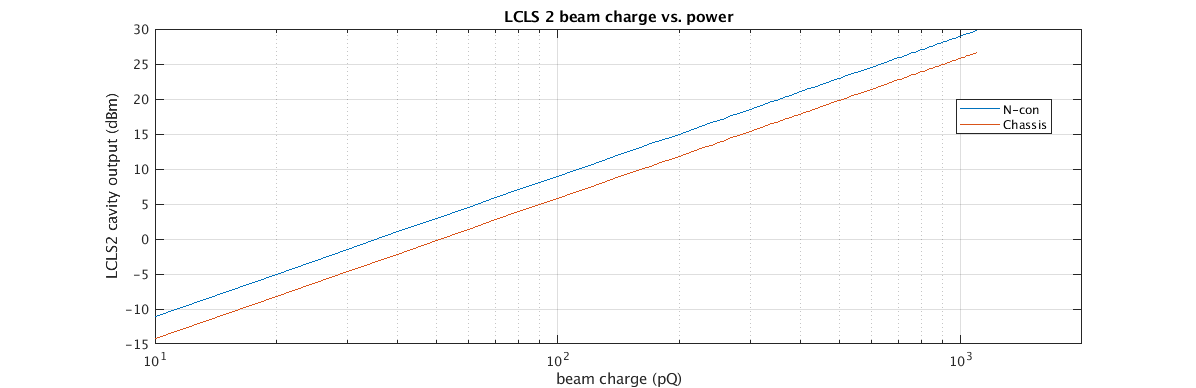 LCLS 2 beam charge vs. power
LCLS2 cavity output (dBm)
30
25
20
15
10
5
0
−5
−10
−15
N-con
Chassis
10^1
10^2
10^3
beam charge (pQ)